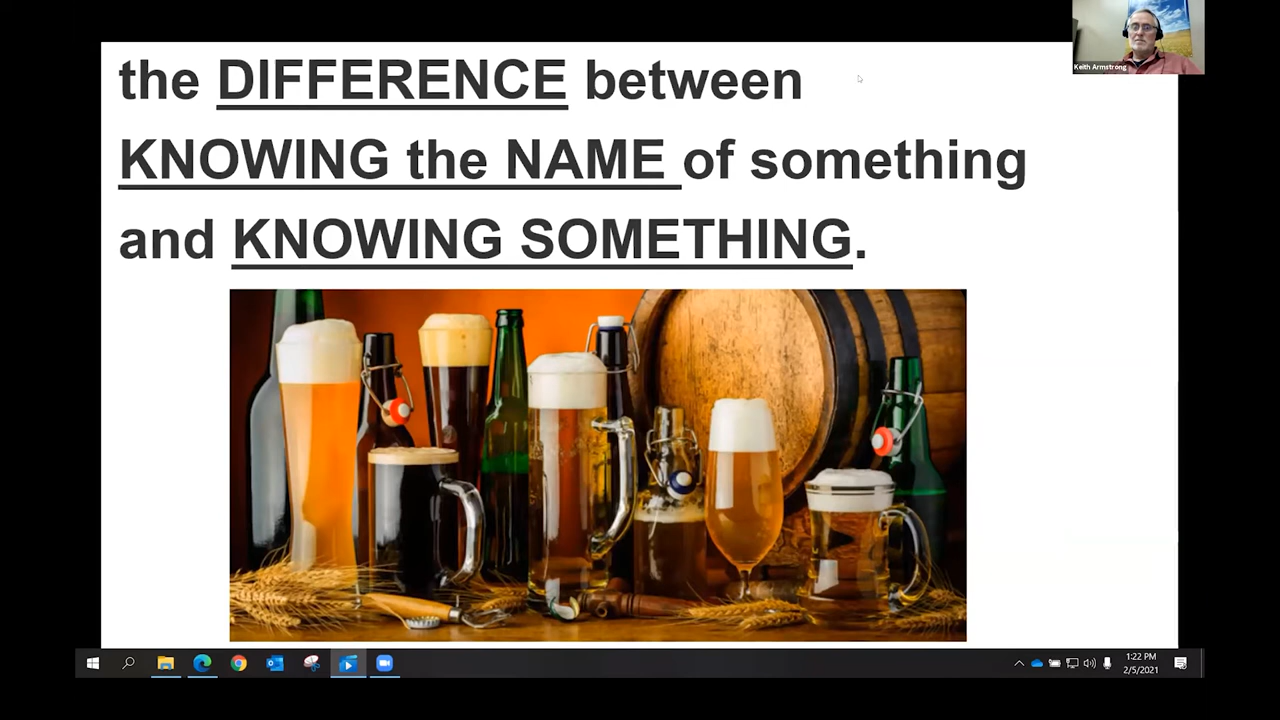 Keith Armstrong
the DIFFERENCE between
KNOWING the NAME of something
and KNOWING SOMETHING.
1:22 PM
2/5/2021